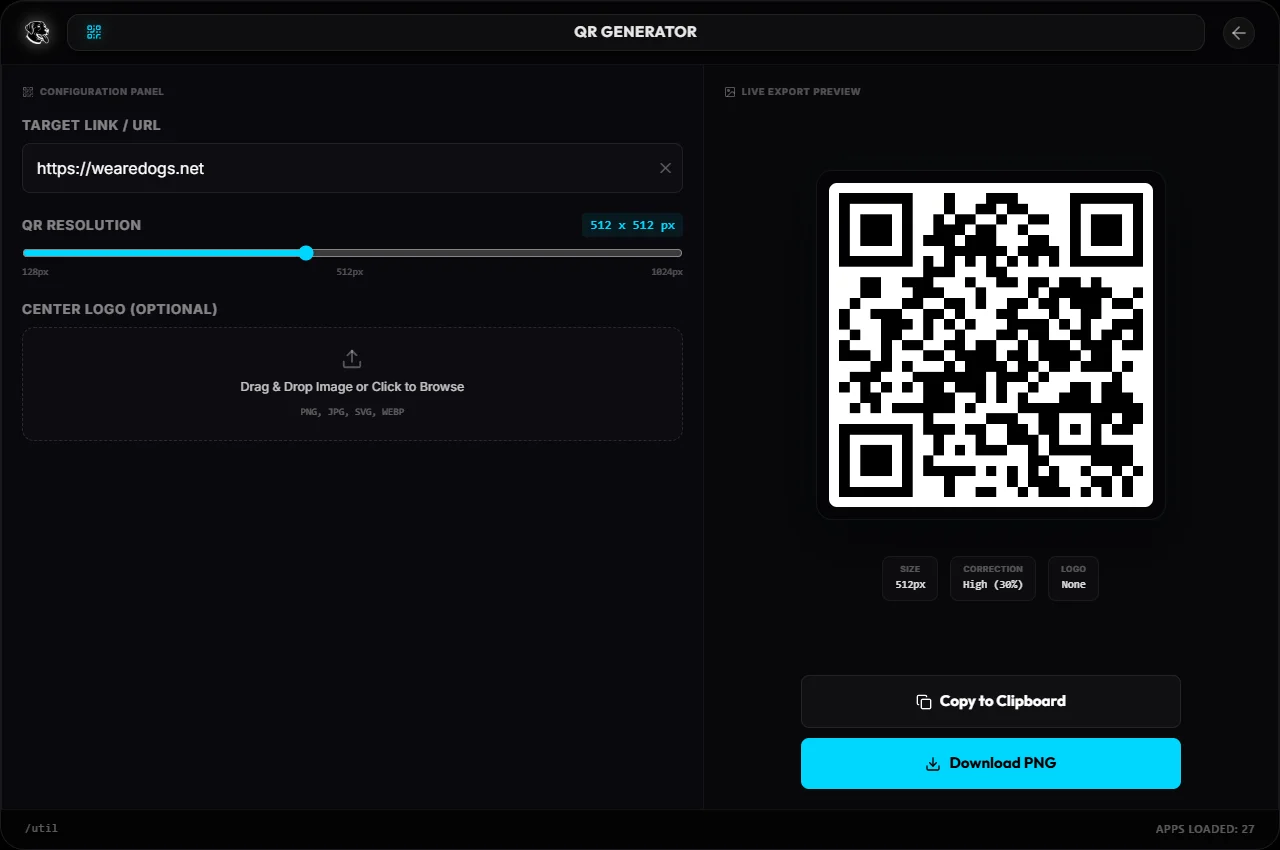 QR GENERATOR
CONFIGURATION PANEL
TARGET LINK / URL
https://wearedogs.net
QR RESOLUTION
512 x 512 px
128px 512px 1024px
CENTER LOGO (OPTIONAL)
Drag & Drop Image or Click to Browse
PNG, JPG, SVG, WEBP
LIVE EXPORT PREVIEW
SIZE
512px
CORRECTION
High (30%)
LOGO
None
Copy to Clipboard
Download PNG
/util
APPS LOADED: 27